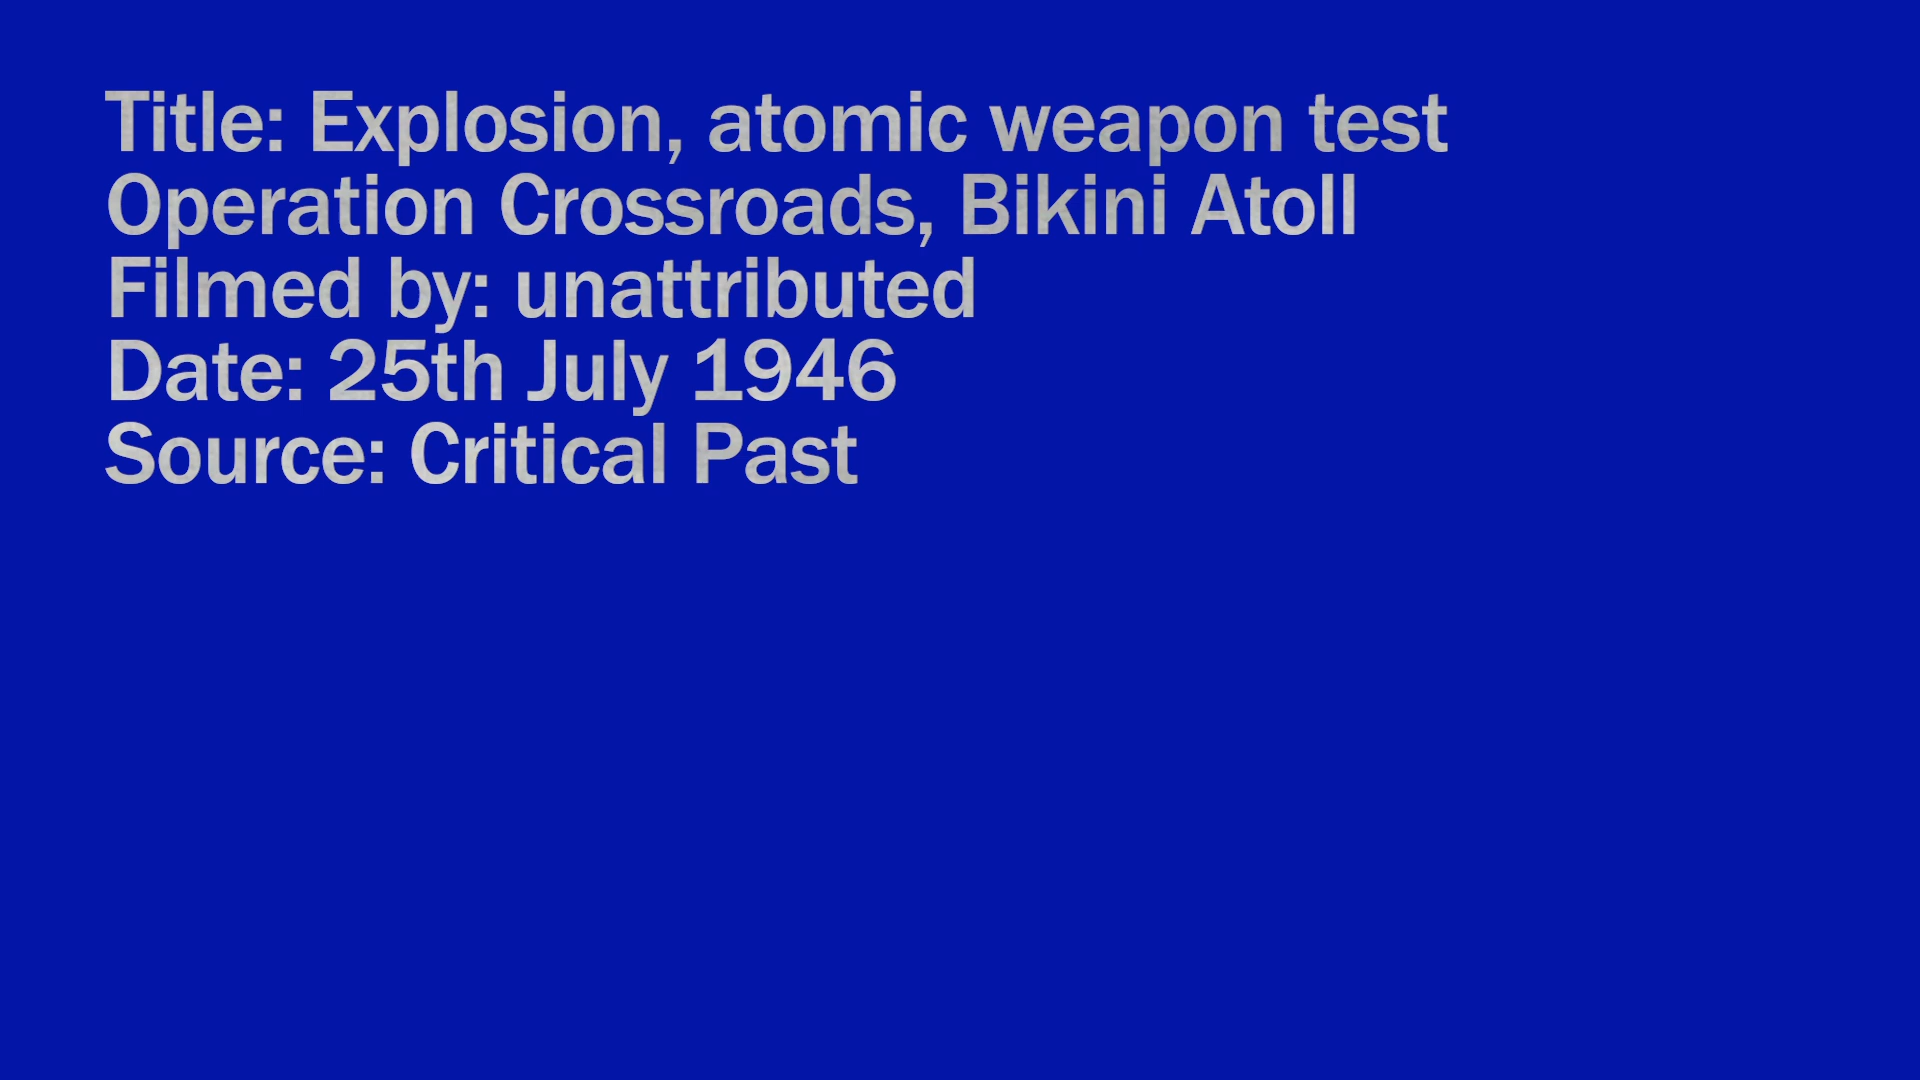 Title: Explosion, atomic weapon test
Operation Crossroads, Bikini Atoll
Filmed by: unattributed
Date: 25th July 1946
Source: Critical Past